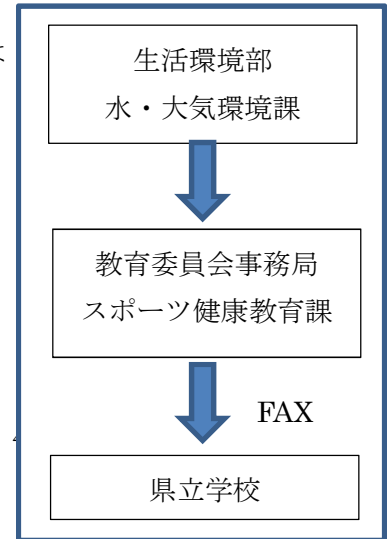 生活環境部
水・大気環境課
教育委員会事務局
スポーツ健康教育課
FAX
県立学校